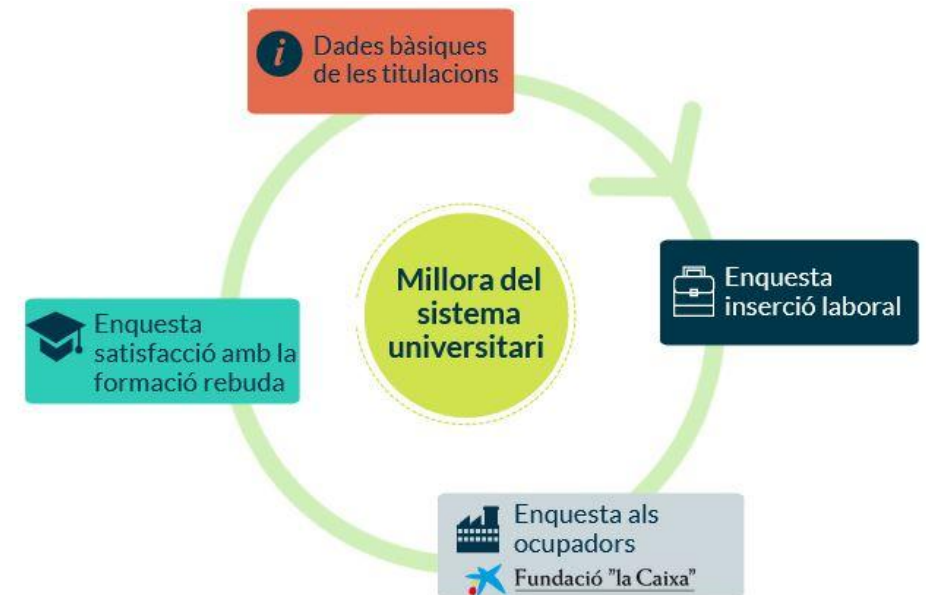 Dades bàsiques
de les titulacions
Enquesta
inserció laboral
Millora del
sistema
universitari
Enquesta
satisfacció amb la
formació rebuda
Enquesta als
ocupadors
Fundació "la Caixa"